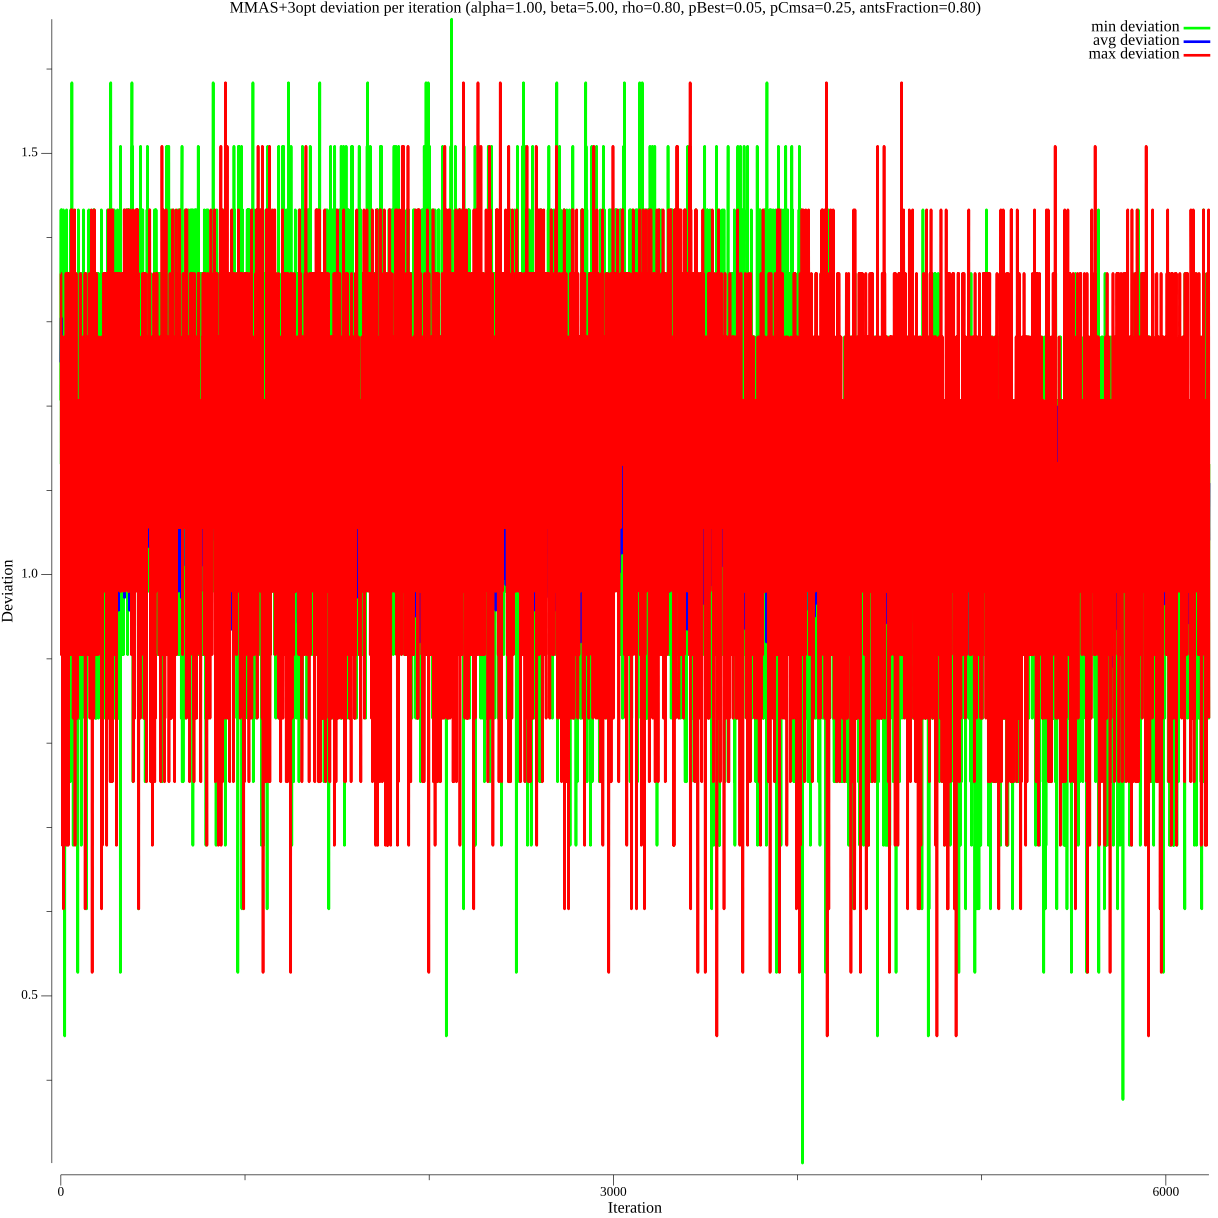 MMAS+3opt deviation per iteration (alpha=1.00, beta=5.00, rho=0.80, pBest=0.05, pCmsa=0.25, antsFraction=0.80)
min deviation
avg deviation
max deviation
1.5
1.0
0.5
Deviation
0
3000
6000
Iteration